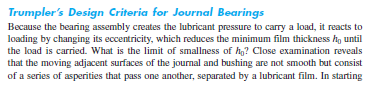 Trumpler's Design Criteria for Journal Bearings
Because the bearing assembly creates the lubricant pressure to carry a load, it reacts to
loading by changing its eccentricity, which reduces the minimum film thickness h₀ until
the load is carried. What is the limit of smallness of h₀? Close examination reveals
that the moving adjacent surfaces of the journal and bushing are not smooth but consist
of a series of asperities that pass one another, separated by a lubricant film. In starting